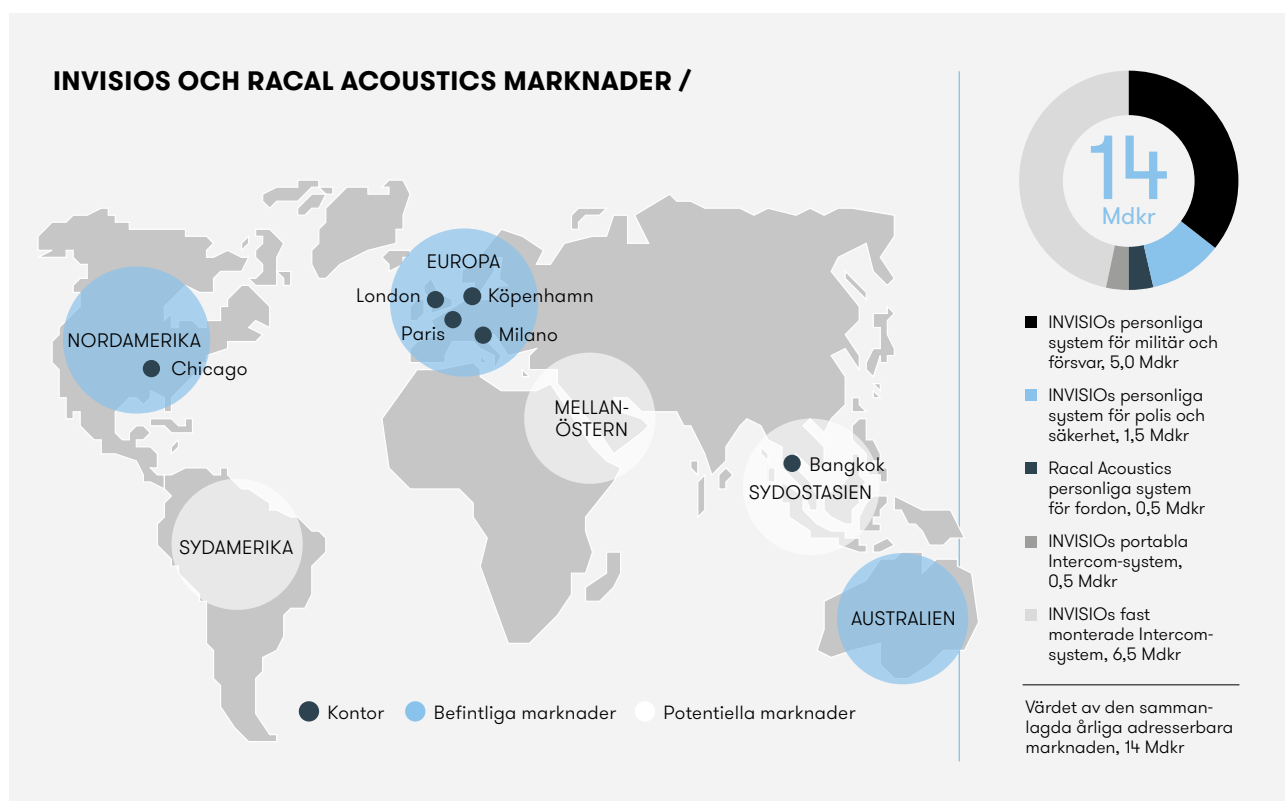 INVISIOS OCH RACAL ACOUSTICS MARKNADER /
EUROPA
London
Köpenhamn
Paris
Milano
NORDAMERIKA
Chicago
MELLAN-
ÖSTERN
Bangkok
SYDOSTASIEN
SYDAMERIKA
AUSTRALIEN
Kontor
Befintliga marknader
Potentiella marknader
14
Mdkr
INVISIOs personliga
system för militär och
försvar, 5,0 Mdkr
INVISIOs personliga
system för polis och
säkerhet, 1,5 Mdkr
Racal Acoustics
personliga system
för fordon, 0,5 Mdkr
INVISIOs portabla
Intercom-system,
0,5 Mdkr
INVISIOs fast
monterade Intercom-
system, 6,5 Mdkr
Värdet av den samman-
lagda årliga adresserbara
marknaden, 14 Mdkr